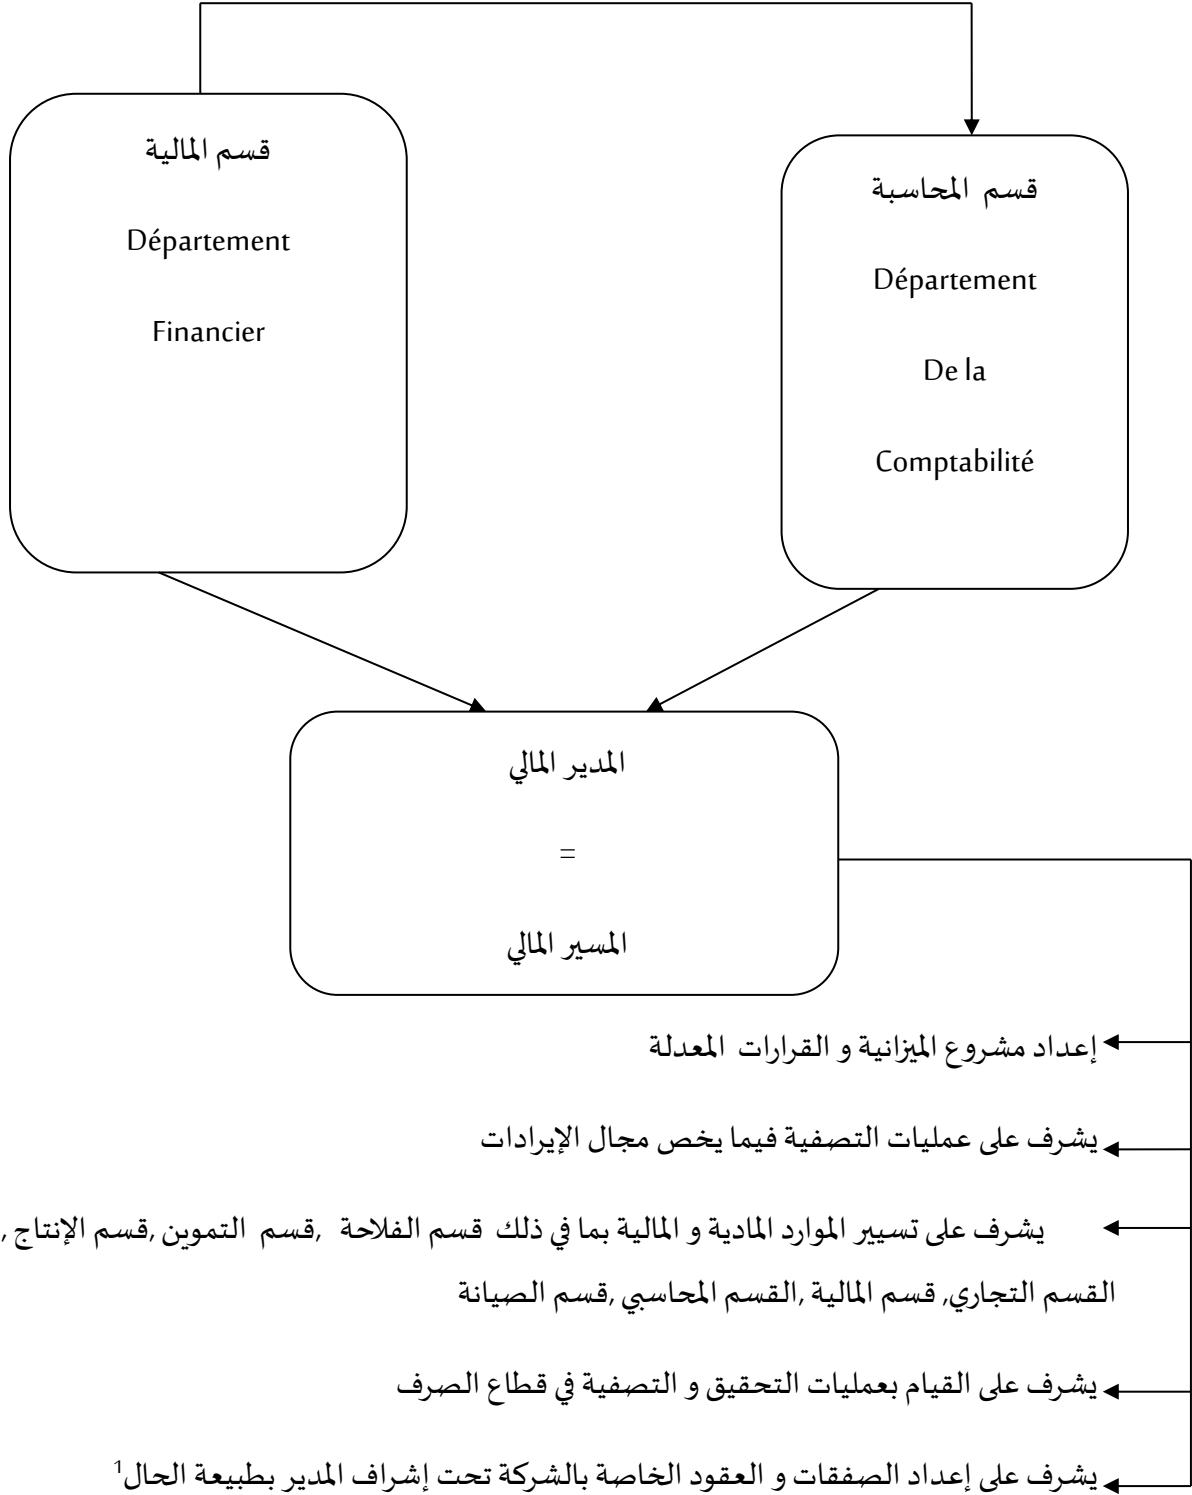 قسم المالية
Département
Financier
قسم المحاسبة
Département
De la
Comptabilité
المدير المالي
=
المسير المالي
إعداد مشروع الميزانية و القرارات المعدلة
يشرف على عمليات التصفية فيما يخص مجال الإيرادات
يشرف على تسيير الموارد المادية و المالية بما في ذلك قسم الفلاحة ,قسم التموين ,قسم الإنتاج ,
القسم التجاري, قسم المالية ,القسم المحاسبي ,قسم الصيانة
يشرف على القيام بعمليات التحقيق و التصفية في قطاع الصرف
يشرف على إعداد الصفقات و العقود الخاصة بالشركة تحت إشراف المدير بطبيعة الحال¹